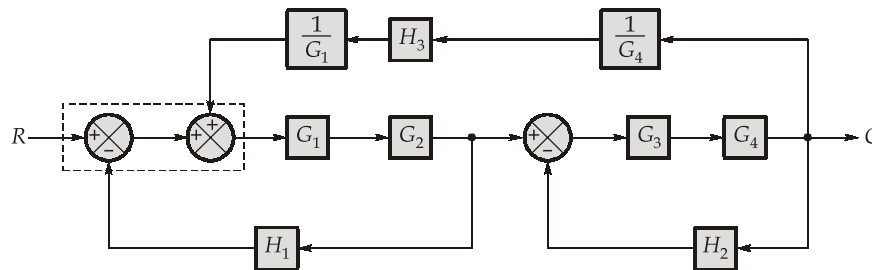 1/G₁ H₃ 1/G₄
+ +
R + − + G₁ G₂ + − G₃ G₄ C
H₁ H₂